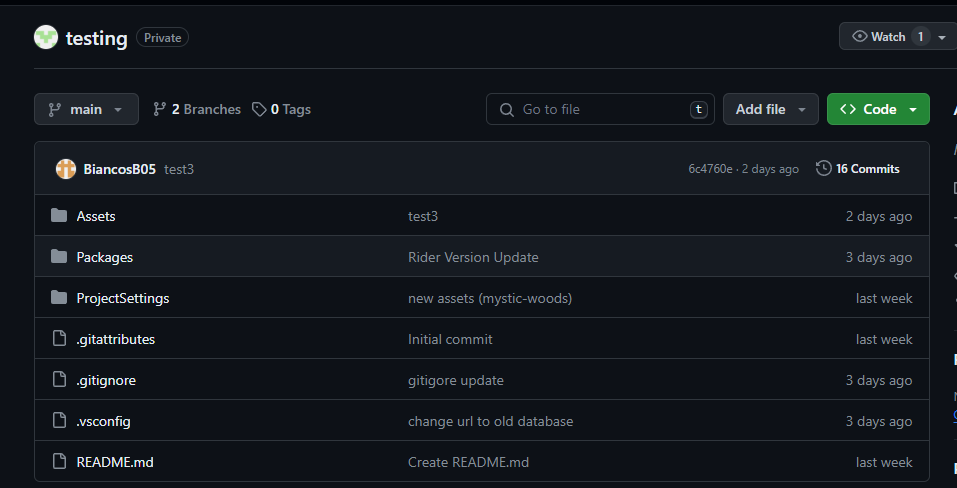 testing Private Watch 1
main 2 Branches 0 Tags Go to file t Add file Code
BiancosB05 test3 6c4760e · 2 days ago 16 Commits
Assets test3 2 days ago
Packages Rider Version Update 3 days ago
ProjectSettings new assets (mystic-woods) last week
.gitattributes Initial commit last week
.gitignore gitigore update 3 days ago
.vsconfig change url to old database 3 days ago
README.md Create README.md last week